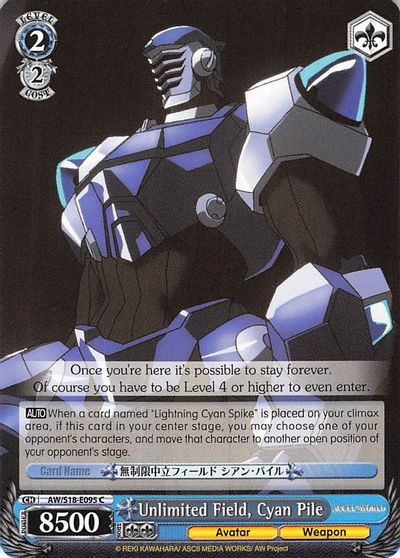 LEVEL
2
2
COST
Once you're here it's possible to stay forever.
Of course you have to be Level 4 or higher to even enter.
AUTO When a card named "Lightning Cyan Spike" is placed on your climax
area, if this card in your center stage, you may choose one of your
opponent's characters, and move that character to another open position
of your opponent's stage.
Card Name 無制限中立フィールド シアン・パイル
CH AW/S18-E095 C
Unlimited Field, Cyan Pile
ACCEL WORLD
POWER 8500
Avatar Weapon
© REKI KAWAHARA/ ASCII MEDIA WORKS/ AW Project